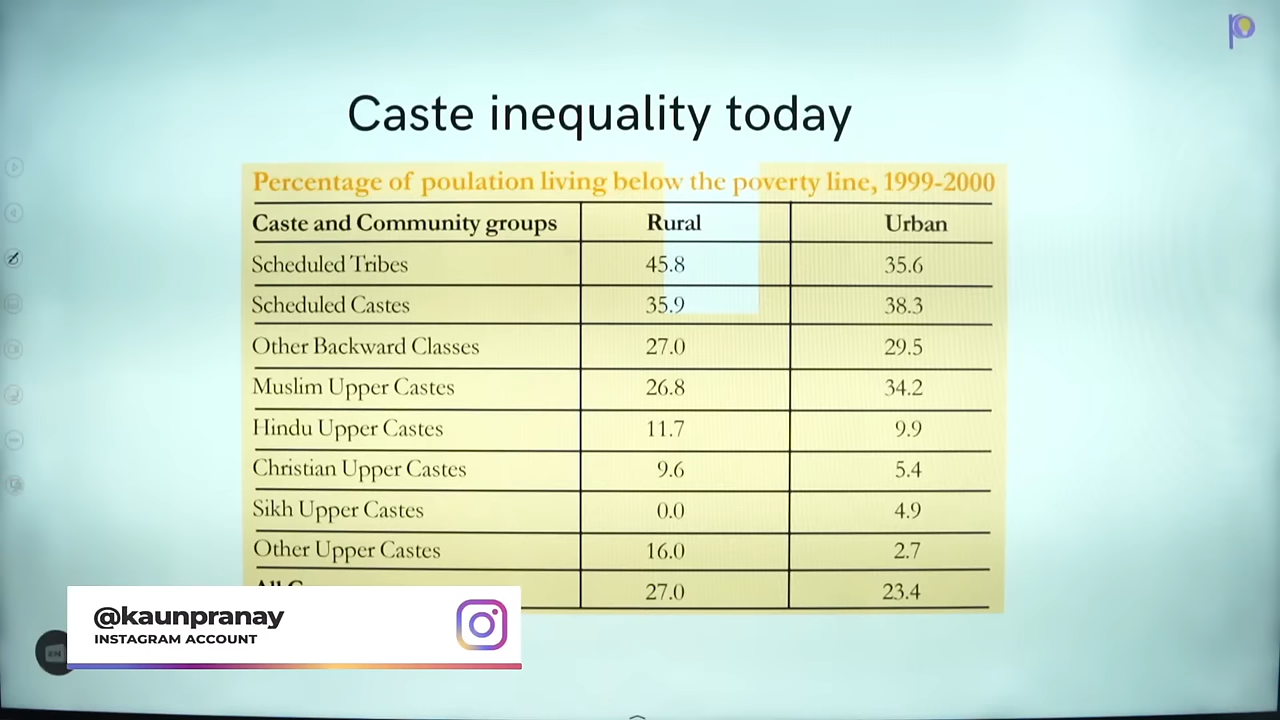 Caste inequality today
Percentage of poulation living below the poverty line, 1999-2000
Caste and Community groups Rural Urban
Scheduled Tribes 45.8 35.6
Scheduled Castes 35.9 38.3
Other Backward Classes 27.0 29.5
Muslim Upper Castes 26.8 34.2
Hindu Upper Castes 11.7 9.9
Christian Upper Castes 9.6 5.4
Sikh Upper Castes 0.0 4.9
Other Upper Castes 16.0 2.7
27.0 23.4
@kaunpranay
INSTAGRAM ACCOUNT
EN